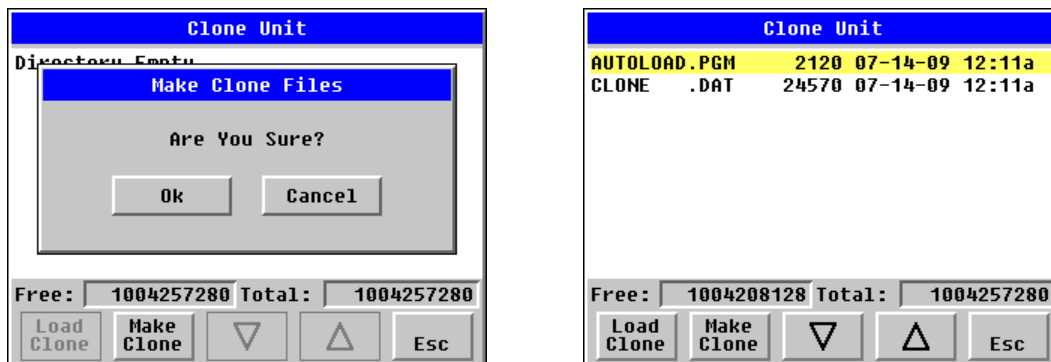 Clone Unit
Directory Empty
Make Clone Files
Are You Sure?
Ok Cancel
Free: 1004257280 Total: 1004257280
Load Clone Make Clone Esc
Clone Unit
AUTOLOAD.PGM 2120 07-14-09 12:11a
CLONE .DAT 24570 07-14-09 12:11a
Free: 1004208128 Total: 1004257280
Load Clone Make Clone Esc